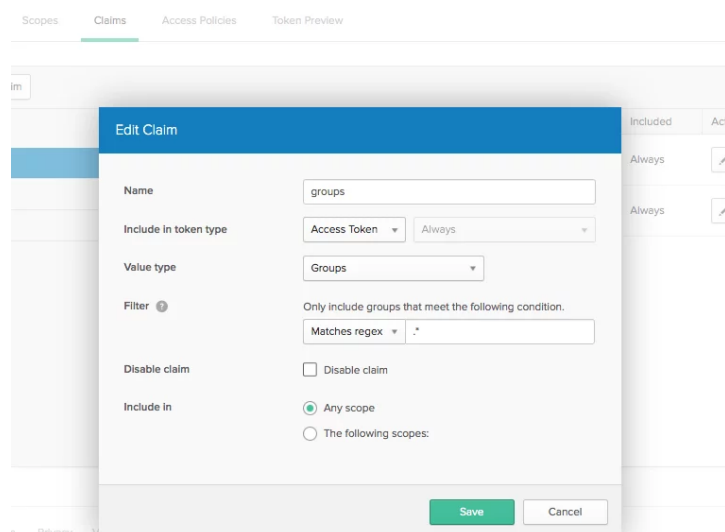 Scopes Claims Access Policies Token Preview
im
Edit Claim
Included
Name groups
Always
Include in token type Access Token Always
Always
Value type Groups
Filter ? Only include groups that meet the following condition.
Matches regex .*
Disable claim Disable claim
Include in Any scope
The following scopes:
Save Cancel